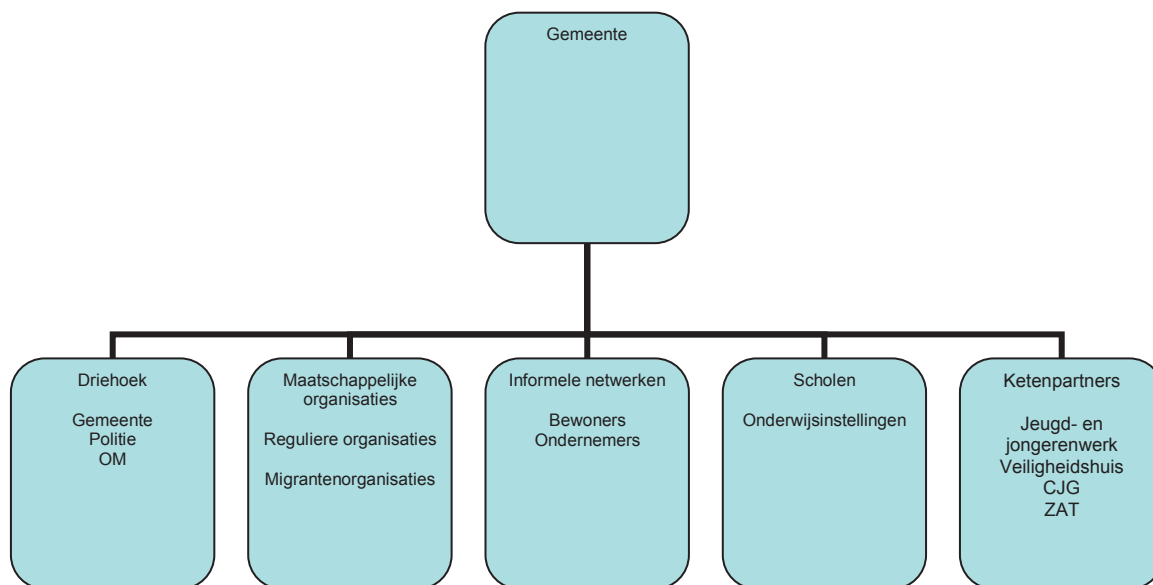 Gemeente
Driehoek
Gemeente
Politie
OM
Maatschappelijke
organisaties
Reguliere organisaties
Migrantenorganisaties
Informele netwerken
Bewoners
Ondernemers
Scholen
Onderwijsinstellingen
Ketenpartners
Jeugd- en
jongerenwerk
Veiligheidshuis
CJG
ZAT